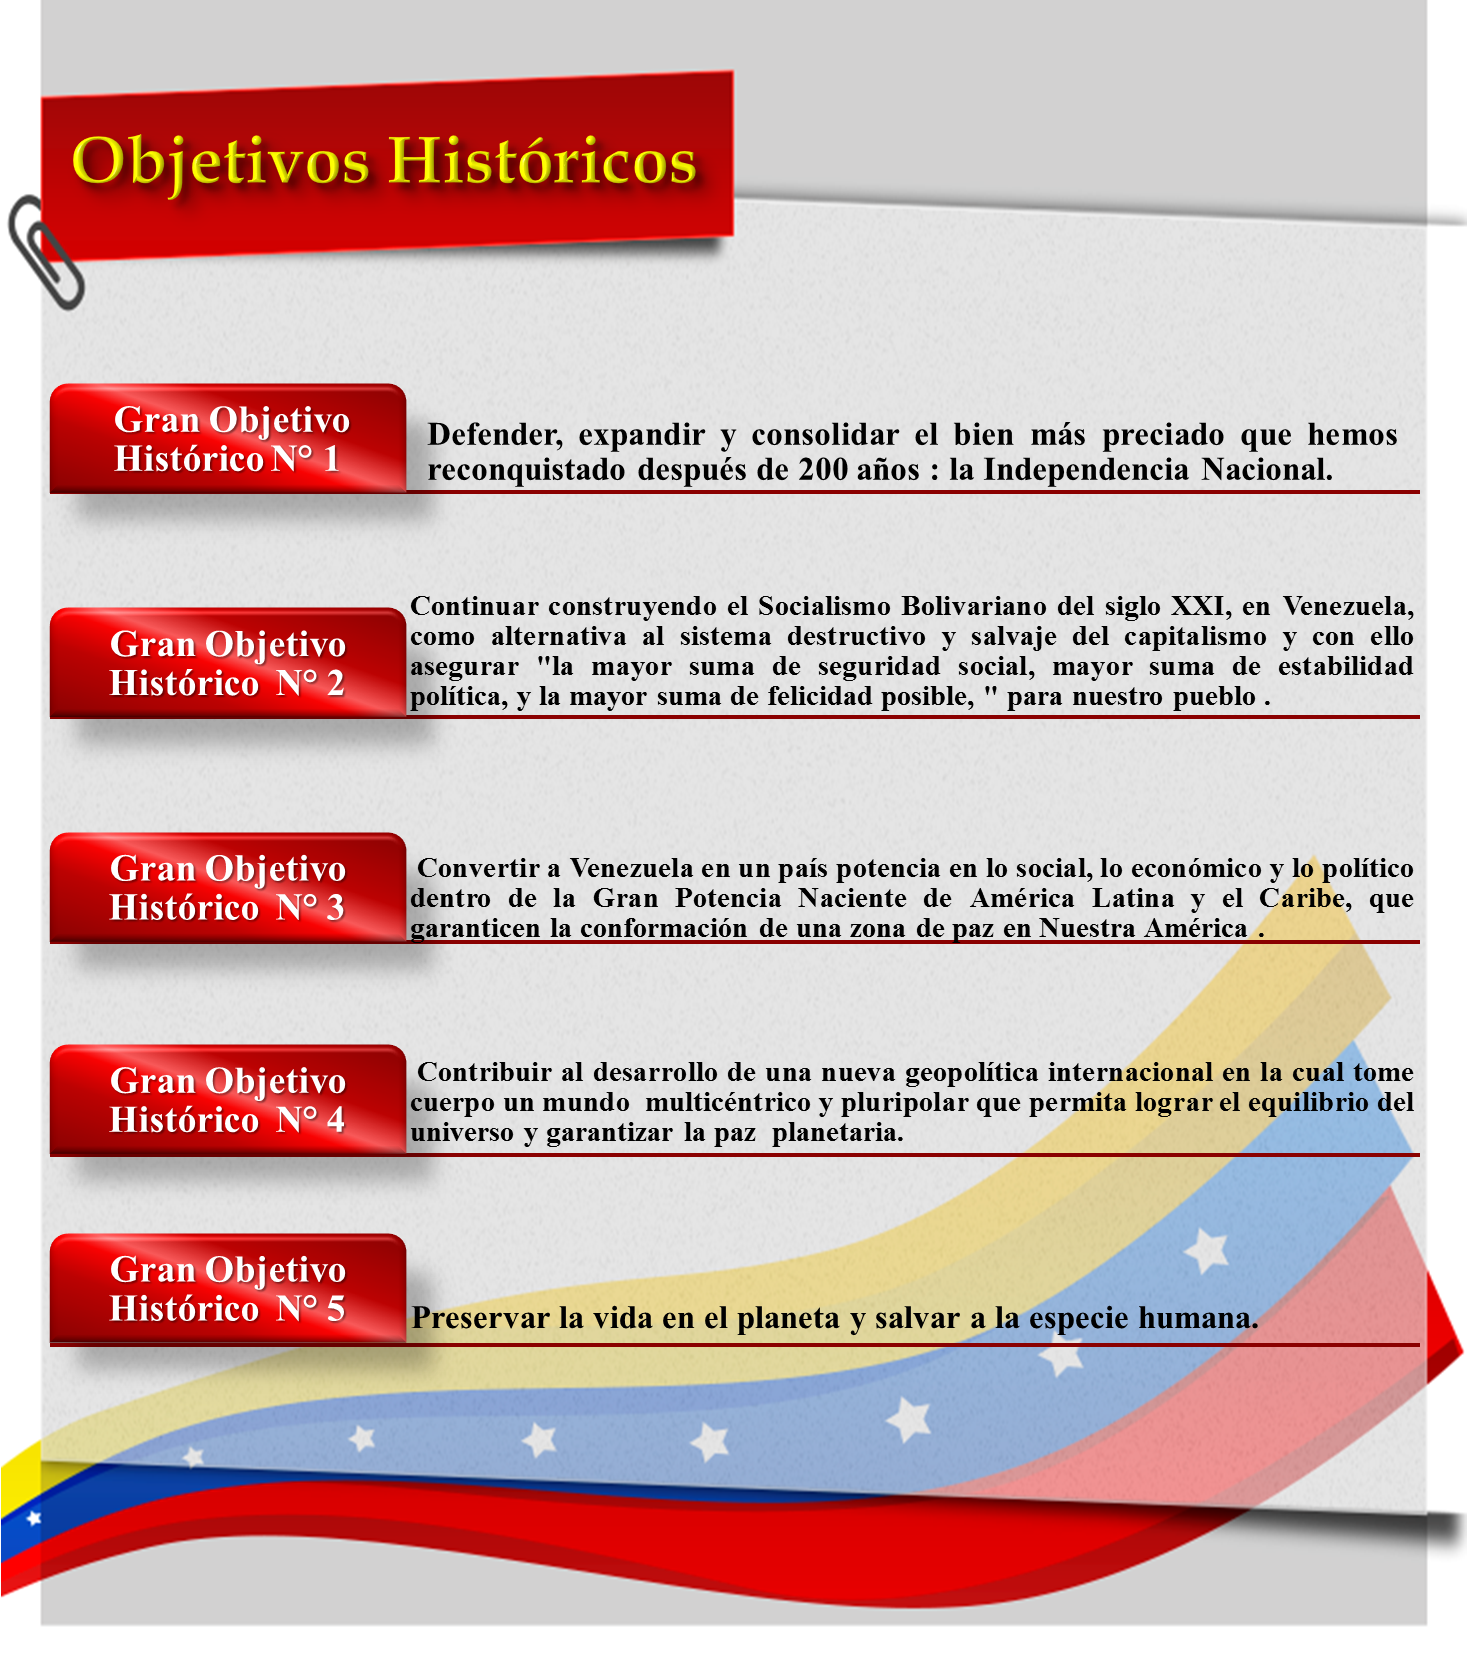 Objetivos Históricos
Gran Objetivo
Histórico N° 1
Defender, expandir y consolidar el bien más preciado que hemos
reconquistado después de 200 años : la Independencia Nacional.
Gran Objetivo
Histórico N° 2
Continuar construyendo el Socialismo Bolivariano del siglo XXI, en Venezuela,
como alternativa al sistema destructivo y salvaje del capitalismo y con ello
asegurar "la mayor suma de seguridad social, mayor suma de estabilidad
política, y la mayor suma de felicidad posible, " para nuestro pueblo .
Gran Objetivo
Histórico N° 3
Convertir a Venezuela en un país potencia en lo social, lo económico y lo político
dentro de la Gran Potencia Naciente de América Latina y el Caribe, que
garanticen la conformación de una zona de paz en Nuestra América .
Gran Objetivo
Histórico N° 4
Contribuir al desarrollo de una nueva geopolítica internacional en la cual tome
cuerpo un mundo multicéntrico y pluripolar que permita lograr el equilibrio del
universo y garantizar la paz planetaria.
Gran Objetivo
Histórico N° 5
Preservar la vida en el planeta y salvar a la especie humana.